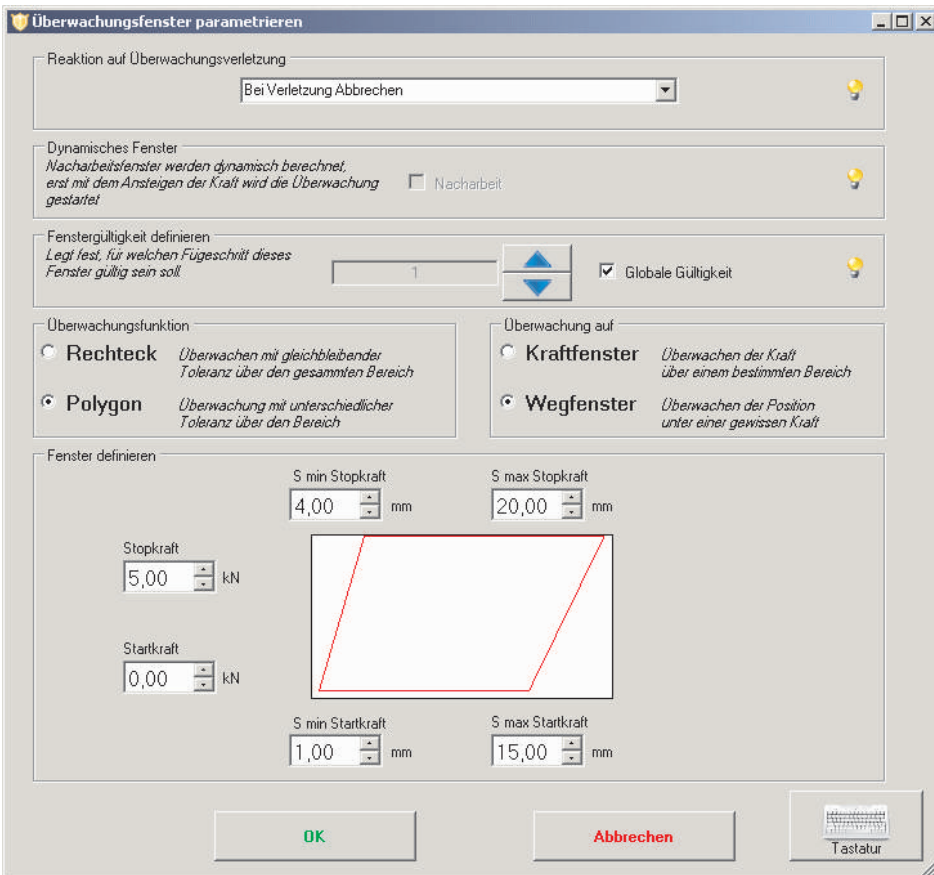 Überwachungsfenster parametrieren
Reaktion auf Überwachungsverletzung
Bei Verletzung Abbrechen
Dynamisches Fenster
Nacharbeitsfenster werden dynamisch berechnet,
erst mit dem Ansteigen der Kraft wird die Überwachung
gestartet
Nacharbeit
Fenstergültigkeit definieren
Legt fest, für welchen Fügeschritt dieses
Fenster gültig sein soll
1
Globale Gültigkeit
Überwachungsfunktion
Rechteck
Überwachen mit gleichbleibender
Toleranz über den gesammten Bereich
Polygon
Überwachung mit unterschiedlicher
Toleranz über den Bereich
Überwachung auf
Kraftfenster
Überwachen der Kraft
über einem bestimmten Bereich
Wegfenster
Überwachen der Position
unter einer gewissen Kraft
Fenster definieren
S min Stopkraft
4,00 mm
S max Stopkraft
20,00 mm
Stopkraft
5,00 kN
Startkraft
0,00 kN
S min Startkraft
1,00 mm
S max Startkraft
15,00 mm
OK
Abbrechen
Tastatur